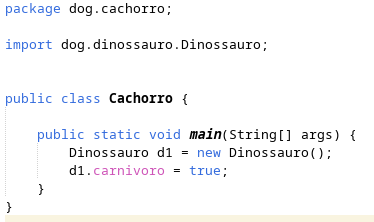 package dog.cachorro;
import dog.dinossauro.Dinossauro;
public class Cachorro {
public static void main(String[] args) {
Dinossauro d1 = new Dinossauro();
d1.carnivoro = true;
}
}